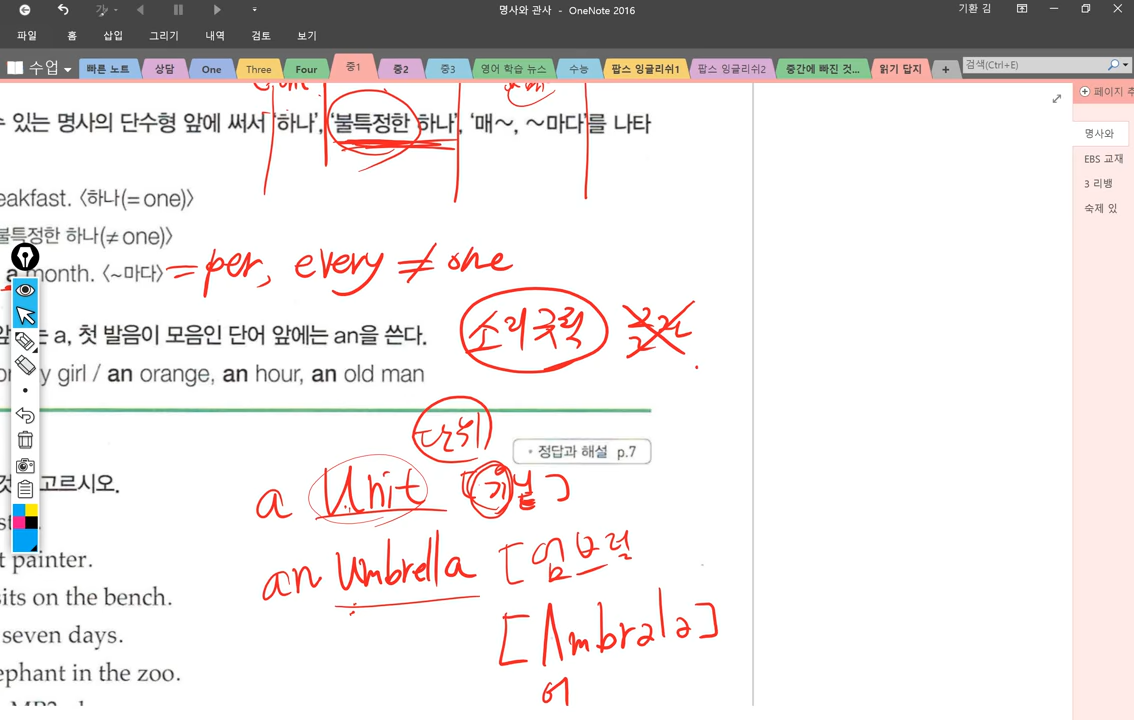 명사와 관사 - OneNote 2016
기환 김
파일 홈 삽입 그리기 내역 검토 보기
수업 빠른 노트 상담 One Three Four 중1 중2 중3 영어 학습 뉴스 수능 팝스 잉글리쉬1 팝스 잉글리쉬2 중간에 빠진 것... 읽기 답지 + 검색(Ctrl+E)
페이지 추
명사와
EBS 교재
3 리뱅
숙제 있
있는 명사의 단수형 앞에 써서 '하나', '불특정한 하나', '매~, ~마다'를 나타
eakfast. 〈하나(= one)〉
불특정한 하나(≠ one)〉
a month. 〈~마다〉 = per, every ≠ one
a, 첫 발음이 모음인 단어 앞에는 an을 쓴다.
소리규칙
y girl / an orange, an hour, an old man
단위
정답과 해설 p.7
고르시오.
a Unit
an Umbrella [엄브럴
t painter.
sits on the bench.
[Ambrala]
seven days.
ephant in the zoo.
어